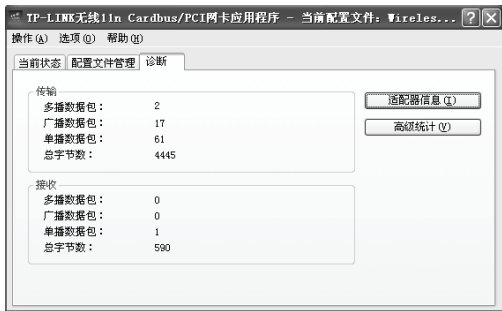 TP-LINK无线11n Cardbus/PCI网卡应用程序 - 当前配置文件: Wireles...
操作(A) 选项(O) 帮助(H)
当前状态 配置文件管理 诊断
传输
多播数据包： 2
广播数据包： 17
单播数据包： 61
总字节数： 4445
适配器信息(I)
高级统计(V)
接收
多播数据包： 0
广播数据包： 0
单播数据包： 1
总字节数： 590